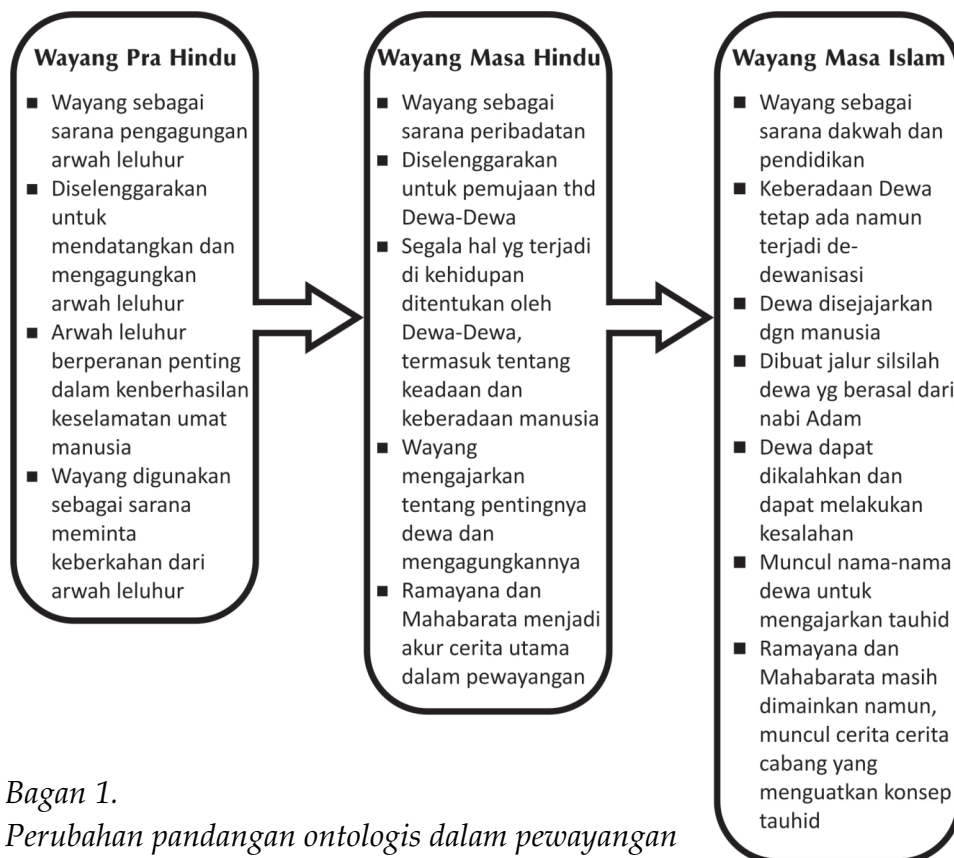 Wayang Pra Hindu
■ Wayang sebagai
sarana pengagungan
arwah leluhur
■ Diselenggarakan
untuk
mendatangkan dan
mengagungkan
arwah leluhur
■ Arwah leluhur
berperanan penting
dalam kenberhasilan
keselamatan umat
manusia
■ Wayang digunakan
sebagai sarana
meminta
keberkahan dari
arwah leluhur
Wayang Masa Hindu
■ Wayang sebagai
sarana peribadatan
■ Diselenggarakan
untuk pemujaan thd
Dewa-Dewa
■ Segala hal yg terjadi
di kehidupan
ditentukan oleh
Dewa-Dewa,
termasuk tentang
keadaan dan
keberadaan manusia
■ Wayang
mengajarkan
tentang pentingnya
dewa dan
mengagungkannya
■ Ramayana dan
Mahabarata menjadi
akur cerita utama
dalam pewayangan
Wayang Masa Islam
■ Wayang sebagai
sarana dakwah dan
pendidikan
■ Keberadaan Dewa
tetap ada namun
terjadi de-
dewanisasi
■ Dewa disejajarkan
dgn manusia
■ Dibuat jalur silsilah
dewa yg berasal dari
nabi Adam
■ Dewa dapat
dikalahkan dan
dapat melakukan
kesalahan
■ Muncul nama-nama
dewa untuk
mengajarkan tauhid
■ Ramayana dan
Mahabarata masih
dimainkan namun,
muncul cerita cerita
cabang yang
menguatkan konsep
tauhid
Bagan 1.
Perubahan pandangan ontologis dalam pewayangan